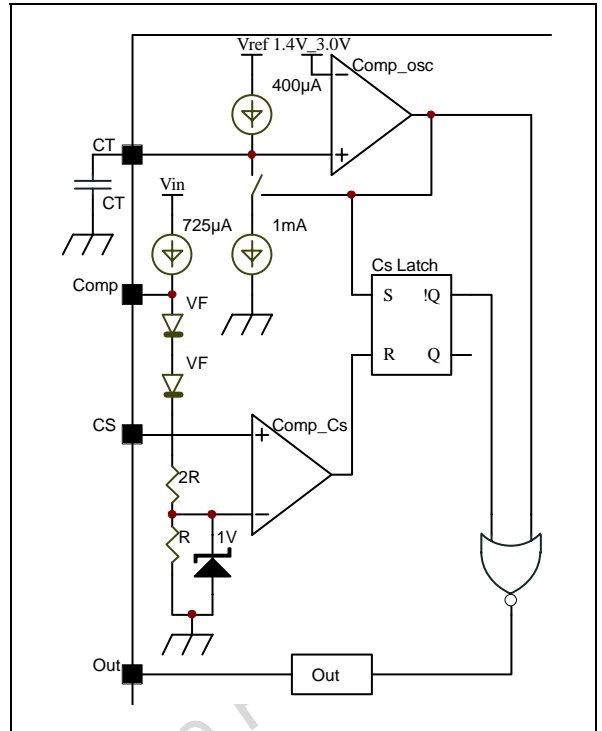 Vref 1.4V_3.0V
Comp_osc
400µA
CT
CT
Vin
725µA
1mA
Comp
VF
Cs Latch
S !Q
R Q
VF
CS
Comp_Cs
2R
R
1V
Out
Out